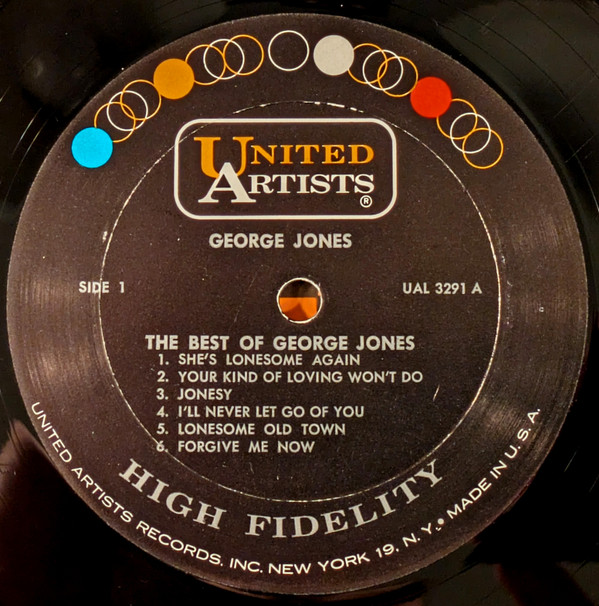 UNITED
ARTISTS
®
GEORGE JONES
SIDE 1
UAL 3291 A
THE BEST OF GEORGE JONES
1. SHE'S LONESOME AGAIN
2. YOUR KIND OF LOVING WON'T DO
3. JONESY
4. I'LL NEVER LET GO OF YOU
5. LONESOME OLD TOWN
6. FORGIVE ME NOW
HIGH FIDELITY
UNITED ARTISTS RECORDS, INC. NEW YORK 19, N.Y. • MADE IN U.S.A.